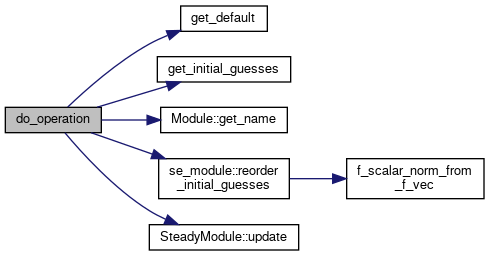 get_default
get_initial_guesses
do_operation
Module::get_name
se_module::reorder
_initial_guesses
f_scalar_norm_from
_f_vec
SteadyModule::update